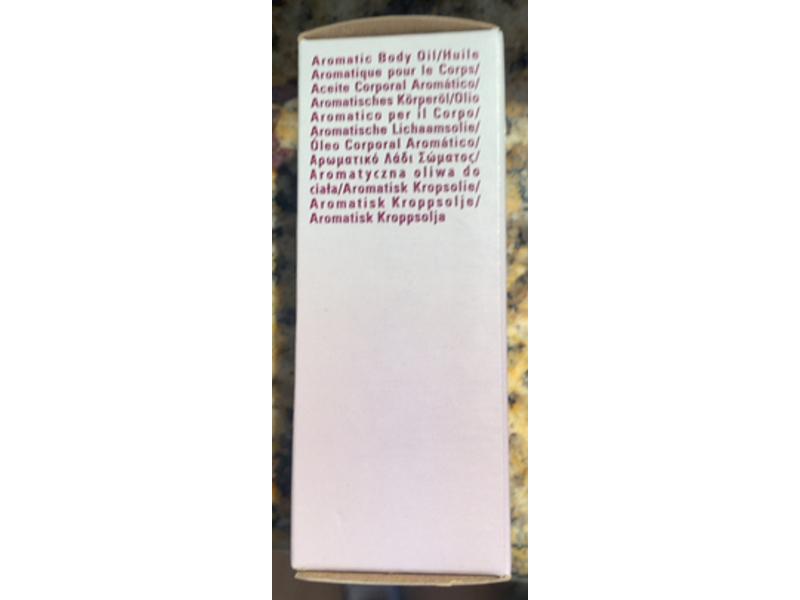 Aromatic Body Oil/Huile
Aromatique pour le Corps/
Aceite Corporal Aromático/
Aromatisches Körperöl/Olio
Aromatico per il Corpo/
Aromatische Lichaamsolie/
Óleo Corporal Aromático/
Αρωματικό Λάδι Σώματος/
Aromatyczna oliwa do
ciała/Aromatisk Kropsolie/
Aromatisk Kroppsolje/
Aromatisk Kroppsolja